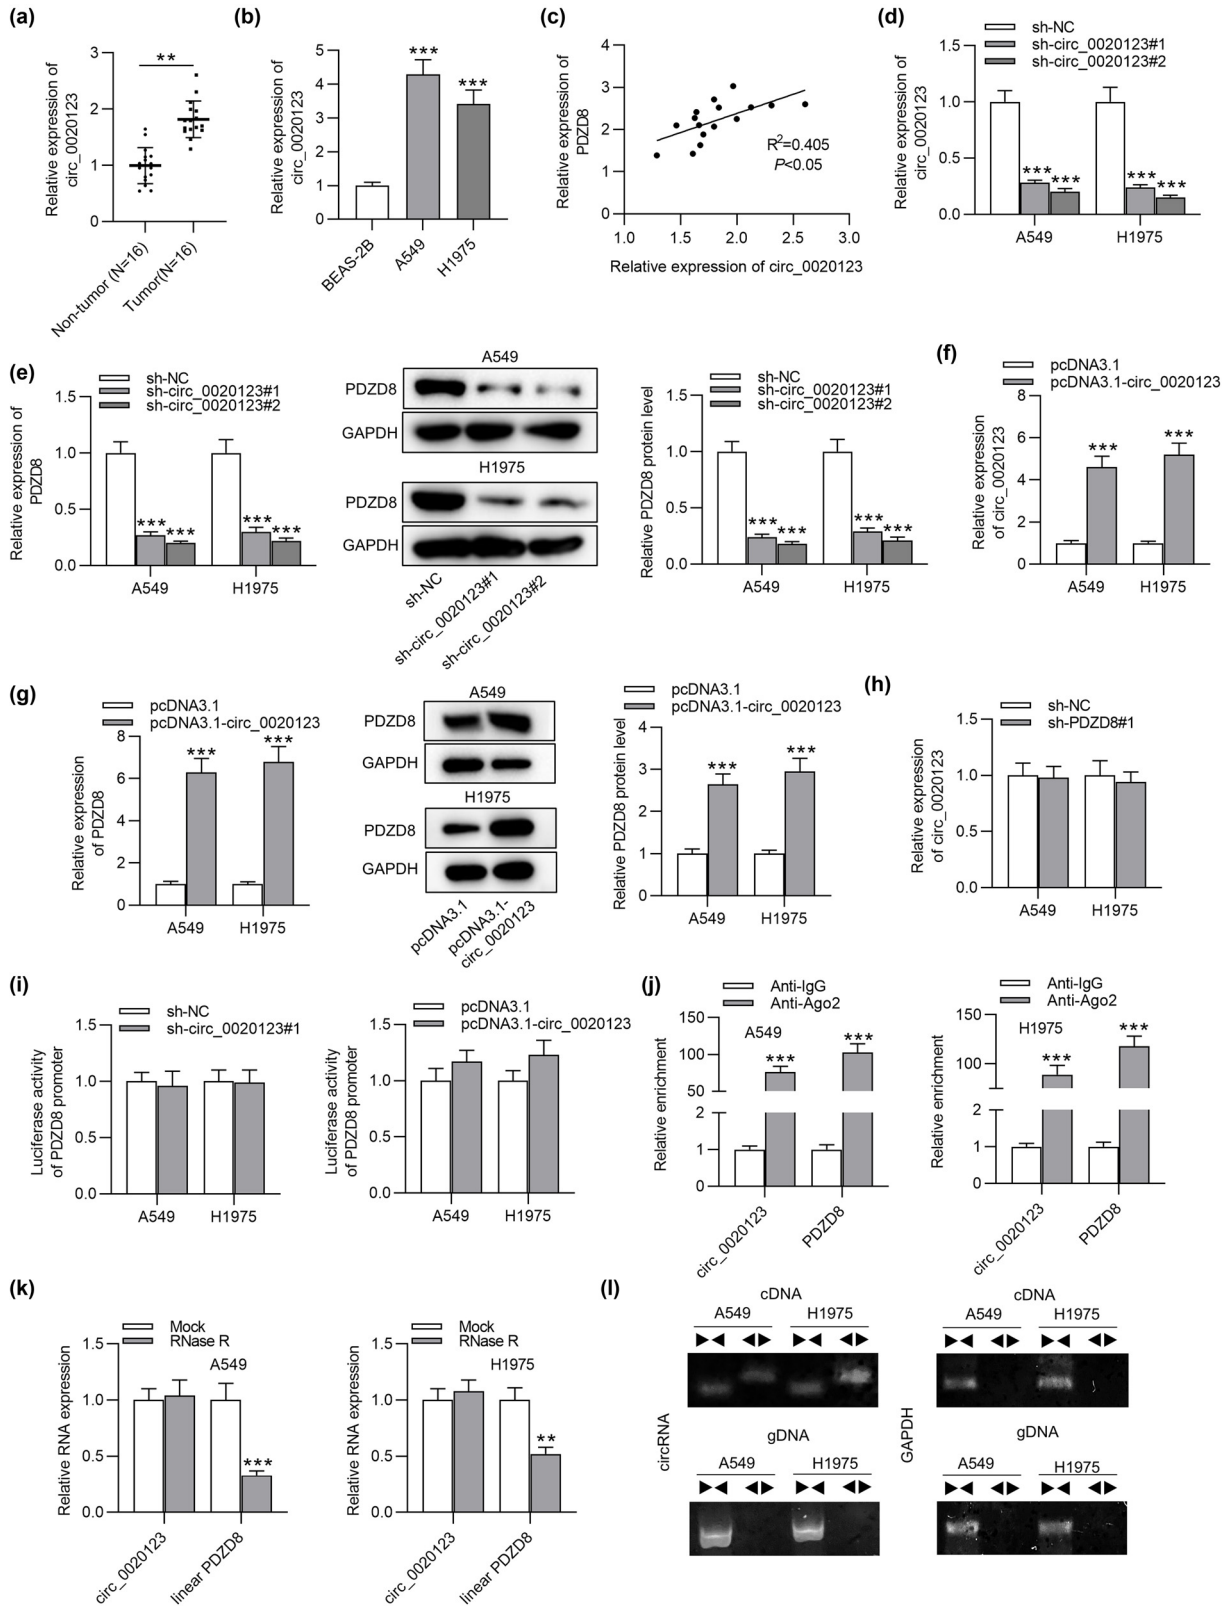 (a)
Relative expression of
circ_0020123
3
2
1
0
**
Non-tumor (N=16)
Tumor(N=16)
(b)
Relative expression of
circ_0020123
5
4
3
2
1
0
***
***
BEAS-2B
A549
H1975
(c)
Relative expression of
PDZD8
4
3
2
1
0
R²=0.405
P<0.05
1.0
1.5
2.0
2.5
3.0
Relative expression of circ_0020123
(d)
sh-NC
sh-circ_0020123#1
sh-circ_0020123#2
Relative expression of
circ_0020123
1.5
1.0
0.5
0.0
***
***
***
***
A549
H1975
(e)
sh-NC
sh-circ_0020123#1
sh-circ_0020123#2
Relative expression of
PDZD8
1.5
1.0
0.5
0.0
***
***
***
***
A549
H1975
A549
PDZD8
GAPDH
H1975
PDZD8
GAPDH
sh-NC
sh-circ_0020123#1
sh-circ_0020123#2
sh-NC
sh-circ_0020123#1
sh-circ_0020123#2
Relative PDZD8 protein level
1.5
1.0
0.5
0.0
***
***
***
***
A549
H1975
(f)
pcDNA3.1
pcDNA3.1-circ_0020123
Relative expression
of circ_0020123
8
6
4
2
0
***
***
A549
H1975
(g)
pcDNA3.1
pcDNA3.1-circ_0020123
Relative expression
of PDZD8
8
6
4
2
0
***
***
A549
H1975
A549
PDZD8
GAPDH
H1975
PDZD8
GAPDH
pcDNA3.1
pcDNA3.1-
circ_0020123
pcDNA3.1
pcDNA3.1-circ_0020123
Relative PDZD8 protein level
4
3
2
1
0
***
***
A549
H1975
(h)
sh-NC
sh-PDZD8#1
Relative expression
of circ_0020123
1.5
1.0
0.5
0.0
A549
H1975
(i)
sh-NC
sh-circ_0020123#1
Luciferase activity
of PDZD8 promoter
1.5
1.0
0.5
0.0
A549
H1975
pcDNA3.1
pcDNA3.1-circ_0020123
Luciferase activity
of PDZD8 promoter
1.5
1.0
0.5
0.0
A549
H1975
(j)
Anti-IgG
Anti-Ago2
Relative enrichment
150
100
50
2
1
0
A549
***
***
circ_0020123
PDZD8
Anti-IgG
Anti-Ago2
Relative enrichment
150
100
2
1
0
H1975
***
***
circ_0020123
PDZD8
(k)
Mock
RNase R
Relative RNA expression
1.5
1.0
0.5
0.0
A549
***
circ_0020123
linear PDZD8
Mock
RNase R
Relative RNA expression
1.5
1.0
0.5
0.0
H1975
**
circ_0020123
linear PDZD8
(l)
cDNA
A549
H1975
circRNA
gDNA
A549
H1975
cDNA
A549
H1975
GAPDH
gDNA
A549
H1975